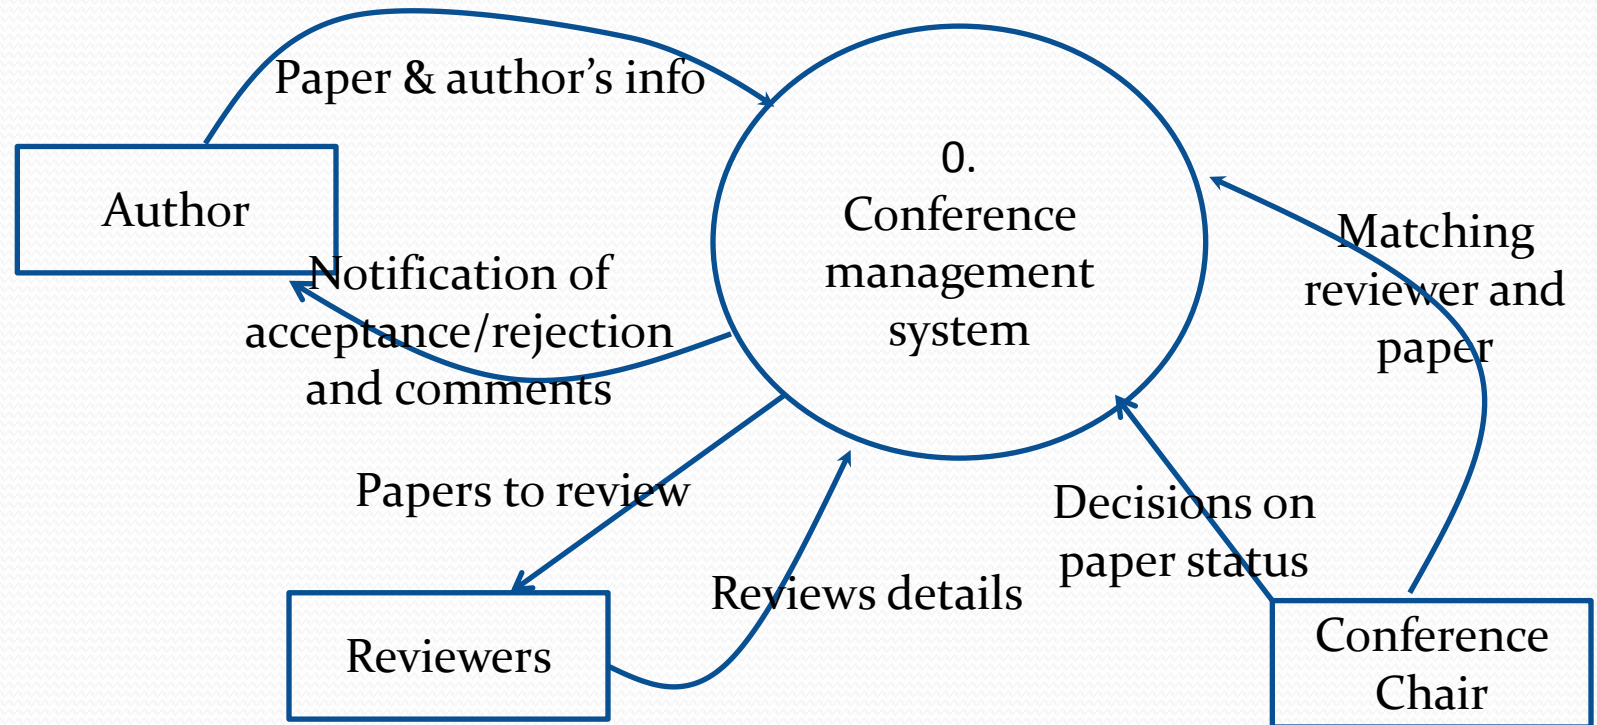 Paper & author’s info
Author
0.
Conference
management
system
Matching
reviewer and
paper
Notification of
acceptance/rejection
and comments
Papers to review
Decisions on
paper status
Reviews details
Reviewers
Conference
Chair